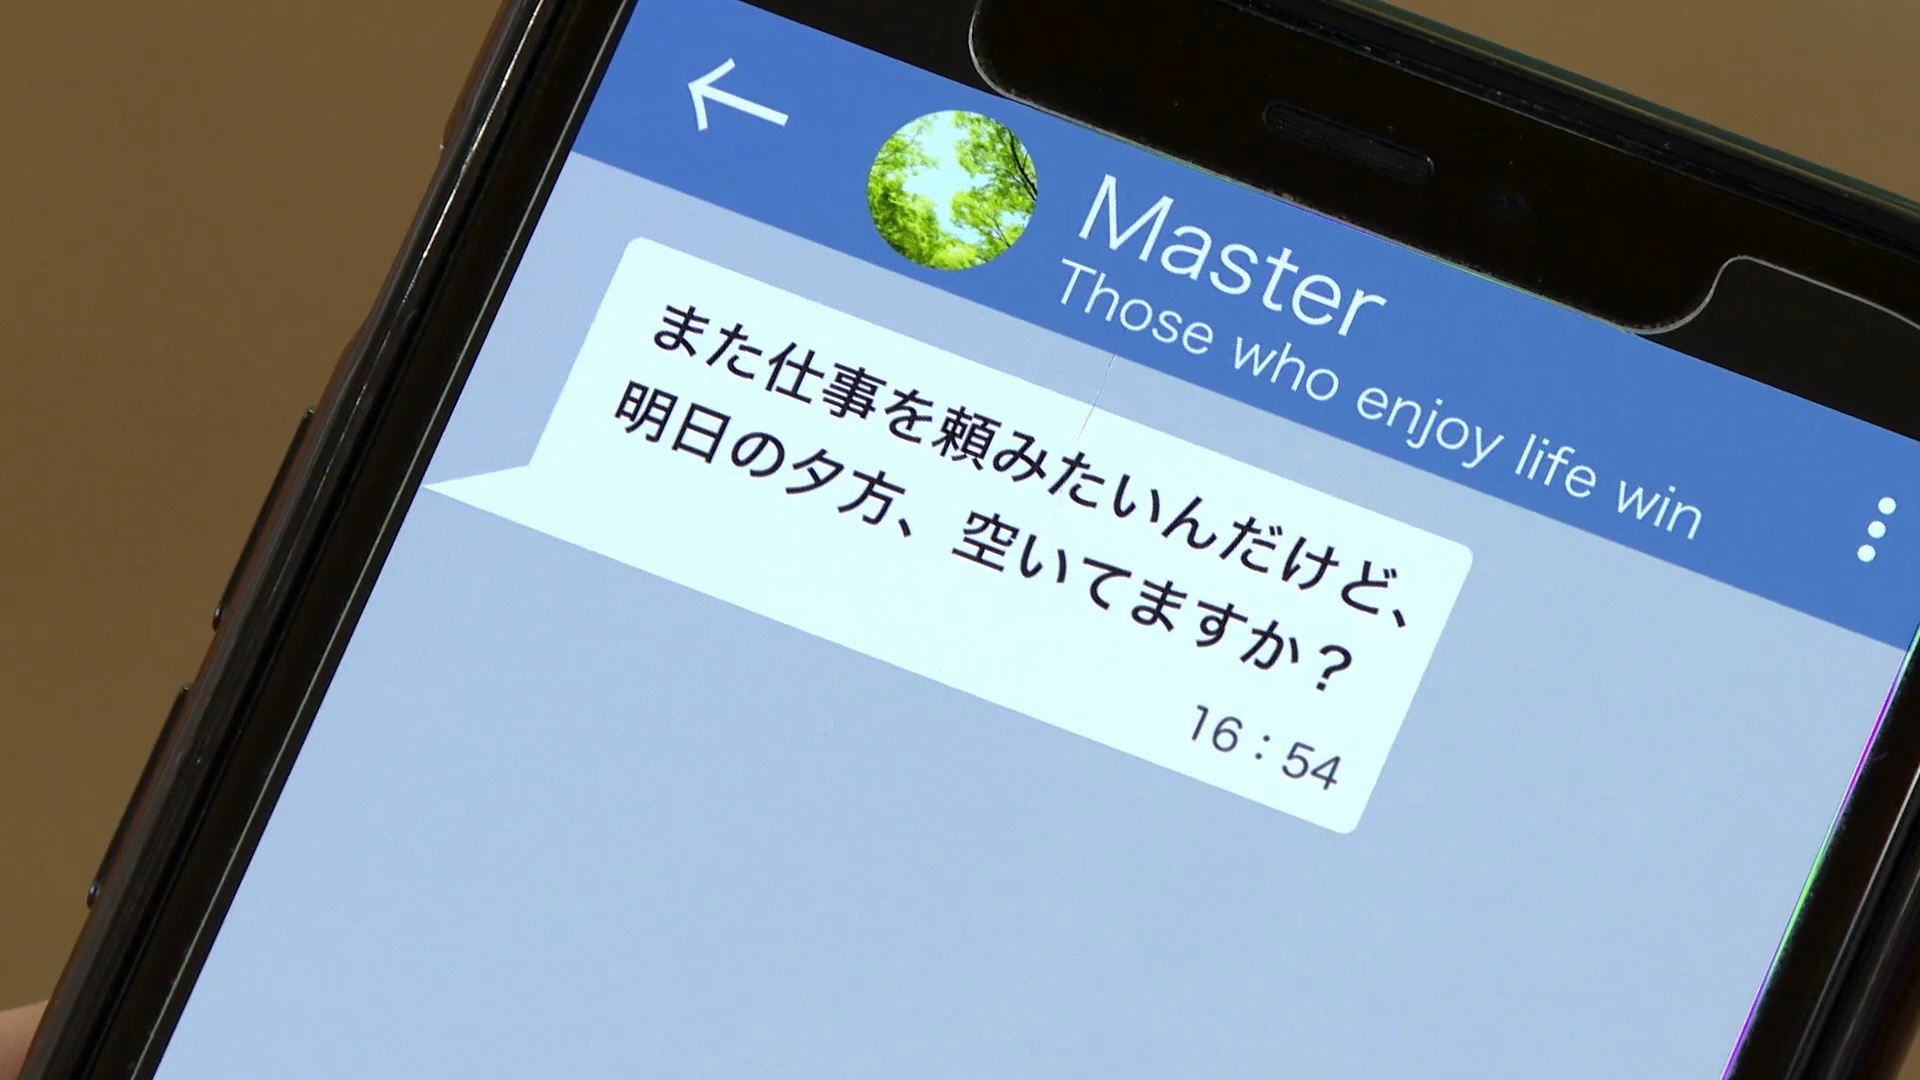 Master
Those who enjoy life win
また仕事を頼みたいんだけど、
明日の夕方、空いてますか？
16:54